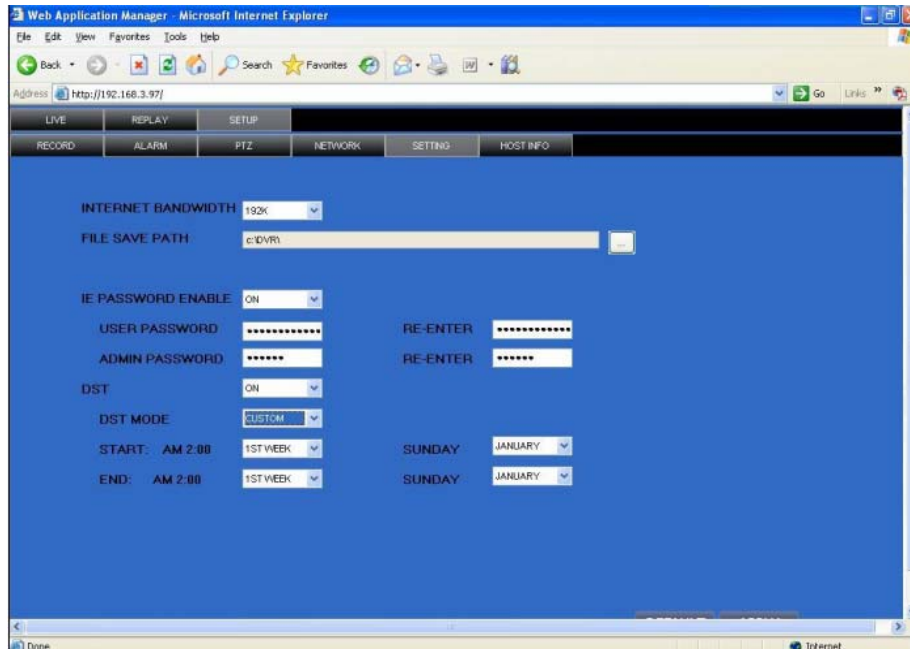 Web Application Manager - Microsoft Internet Explorer
File Edit View Favorites Tools Help
Back Search Favorites
Address http://192.168.3.97/ Go Links »
LIVE REPLAY SETUP
RECORD ALARM PTZ NETWORK SETTING HOST INFO
INTERNET BANDWIDTH 192K
FILE SAVE PATH c:\DVR\ ...
IE PASSWORD ENABLE ON
USER PASSWORD •••••••••••• RE-ENTER ••••••••••••
ADMIN PASSWORD •••••• RE-ENTER ••••••
DST ON
DST MODE CUSTOM
START: AM 2:00 1ST WEEK SUNDAY JANUARY
END: AM 2:00 1ST WEEK SUNDAY JANUARY
Done Internet